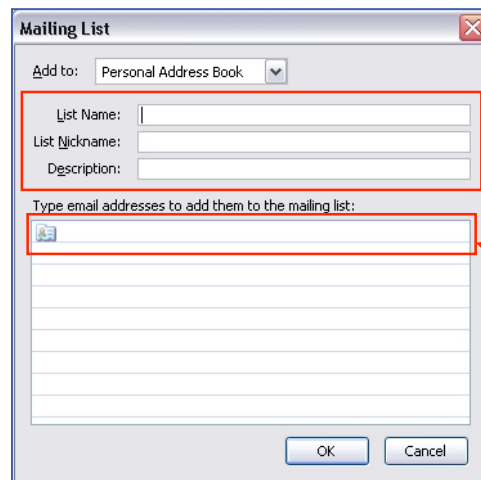 Mailing List
Add to: Personal Address Book
List Name:
List Nickname:
Description:
Type email addresses to add them to the mailing list:
OK Cancel